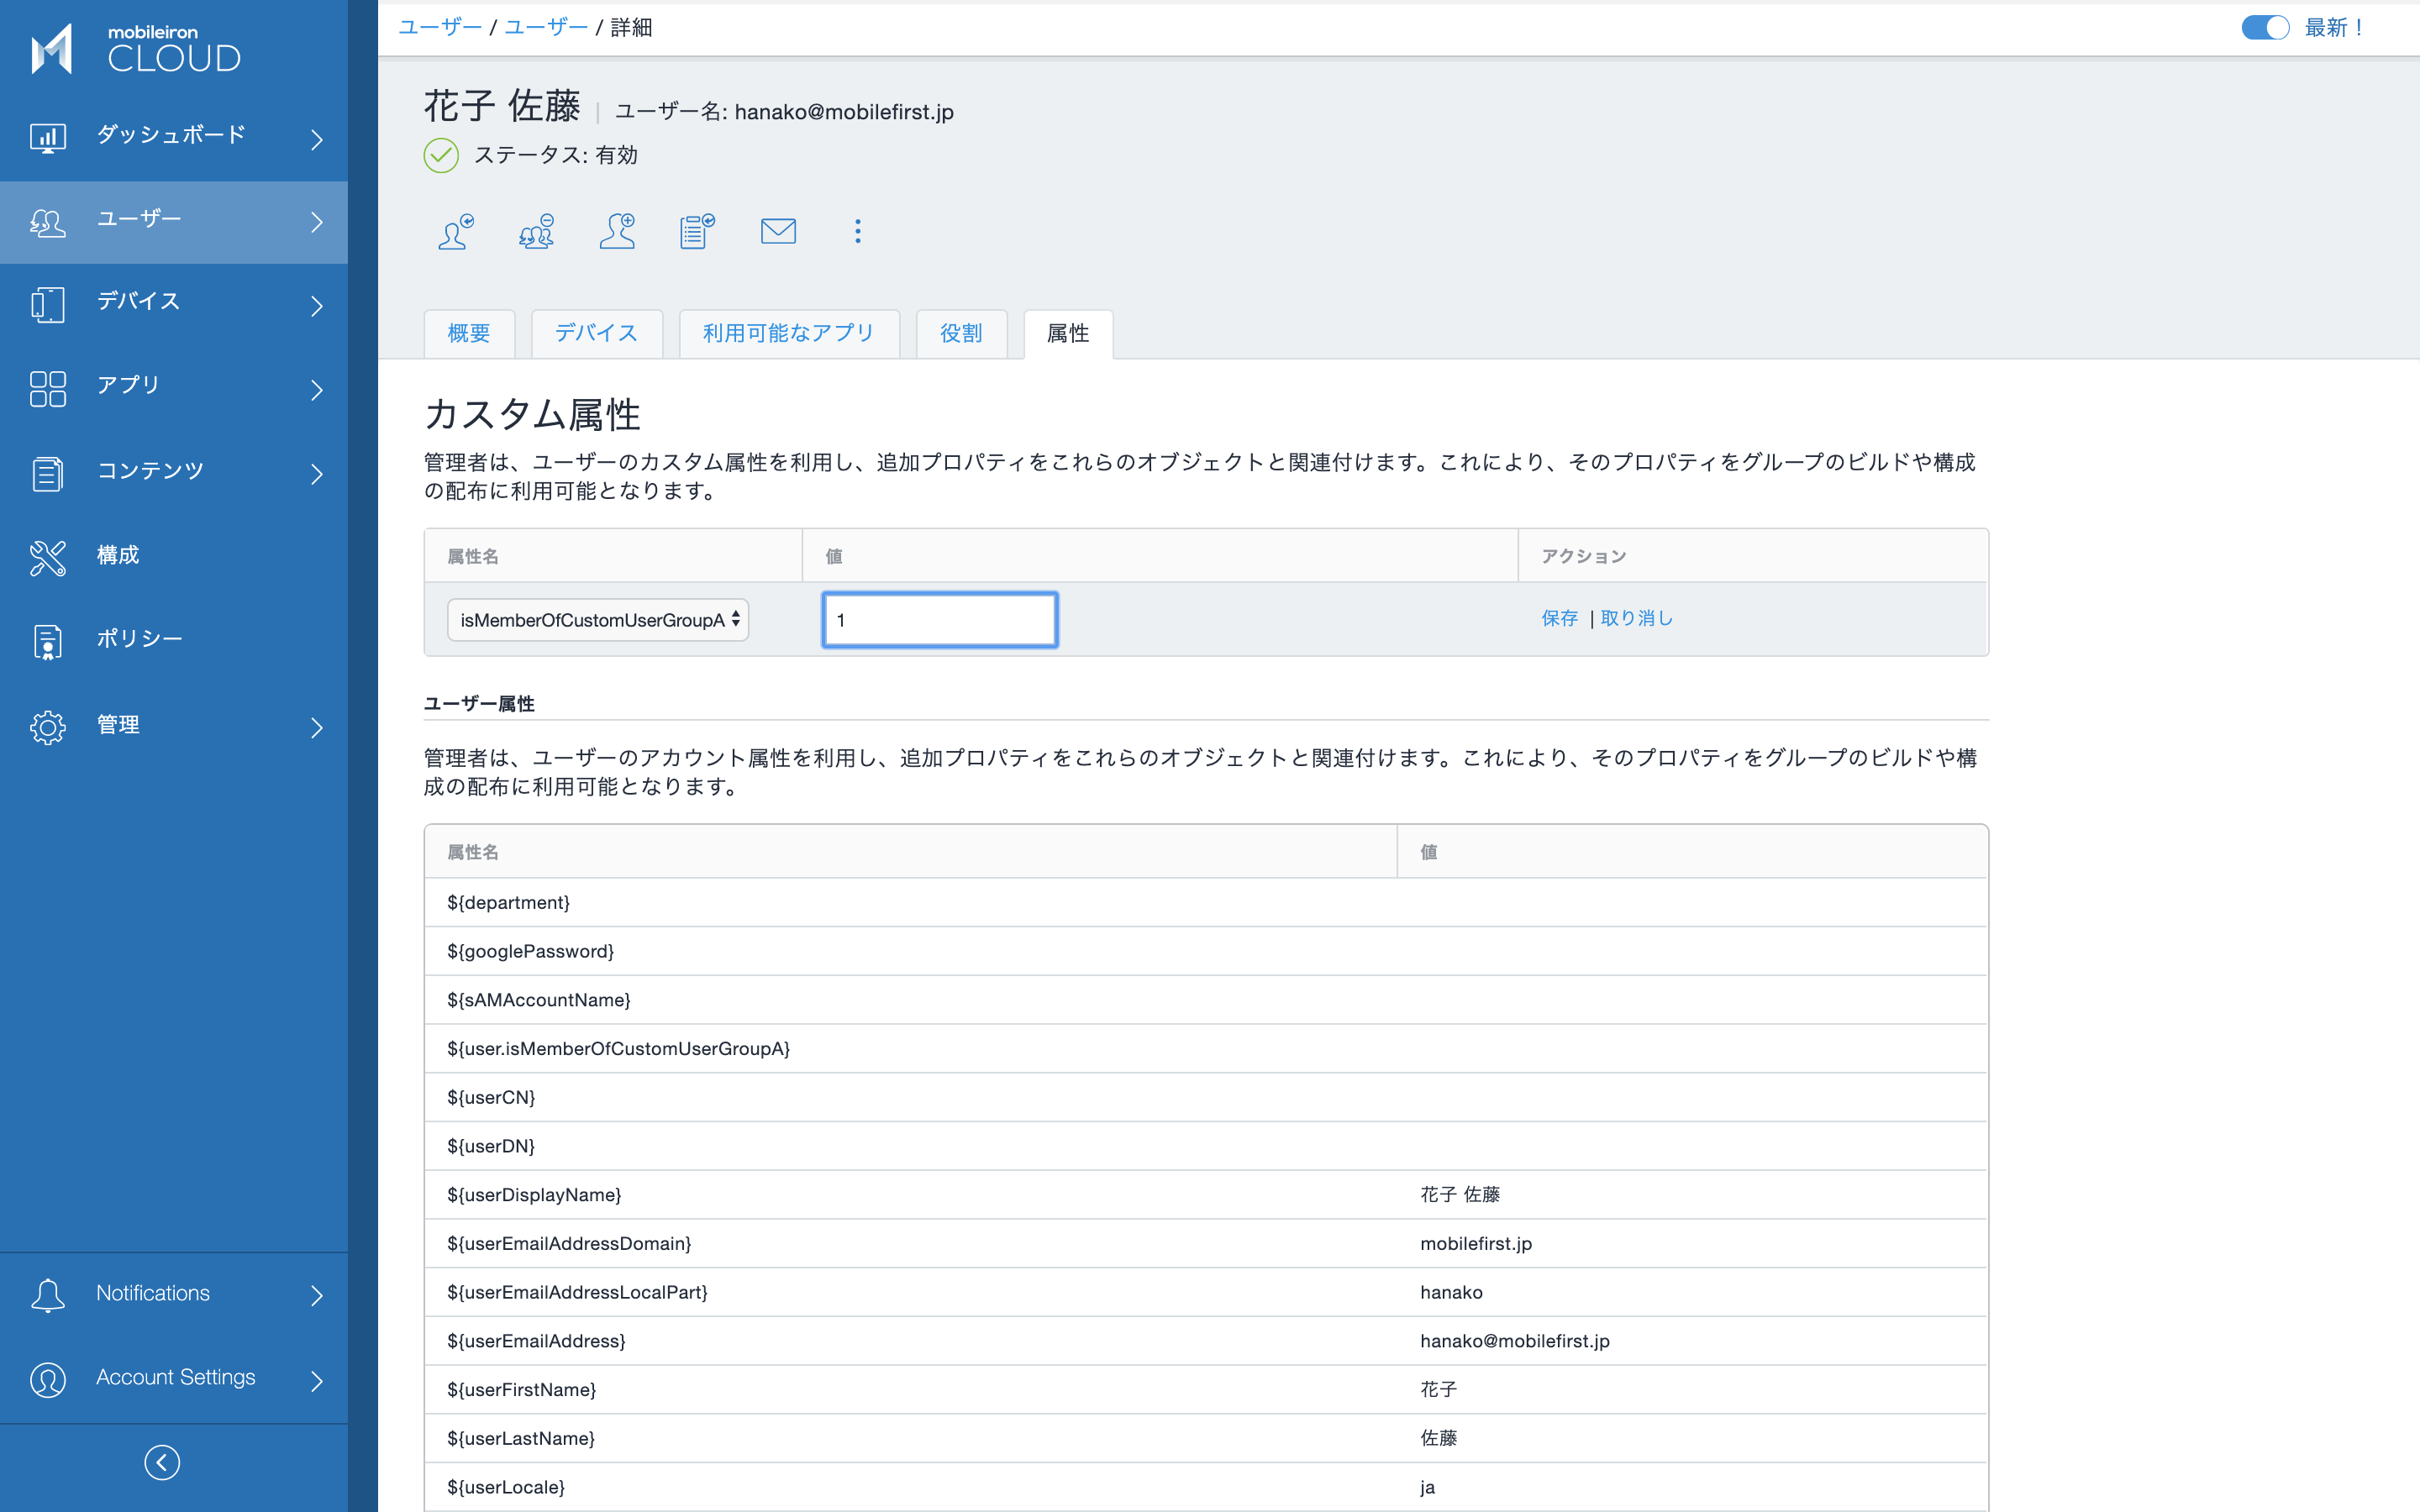 mobileiron
CLOUD
ダッシュボード
ユーザー
デバイス
アプリ
コンテンツ
構成
ポリシー
管理
Notifications
Account Settings
ユーザー / ユーザー / 詳細
最新！
花子 佐藤 | ユーザー名: hanako@mobilefirst.jp
ステータス: 有効
概要
デバイス
利用可能なアプリ
役割
属性
カスタム属性
管理者は、ユーザーのカスタム属性を利用し、追加プロパティをこれらのオブジェクトと関連付けます。これにより、そのプロパティをグループのビルドや構成
の配布に利用可能となります。
属性名 値 アクション
isMemberOfCustomUserGroupA 1 保存 | 取り消し
ユーザー属性
管理者は、ユーザーのアカウント属性を利用し、追加プロパティをこれらのオブジェクトと関連付けます。これにより、そのプロパティをグループのビルドや構
成の配布に利用可能となります。
属性名 値
${department}
${googlePassword}
${sAMAccountName}
${user.isMemberOfCustomUserGroupA}
${userCN}
${userDN}
${userDisplayName} 花子 佐藤
${userEmailAddressDomain} mobilefirst.jp
${userEmailAddressLocalPart} hanako
${userEmailAddress} hanako@mobilefirst.jp
${userFirstName} 花子
${userLastName} 佐藤
${userLocale} ja